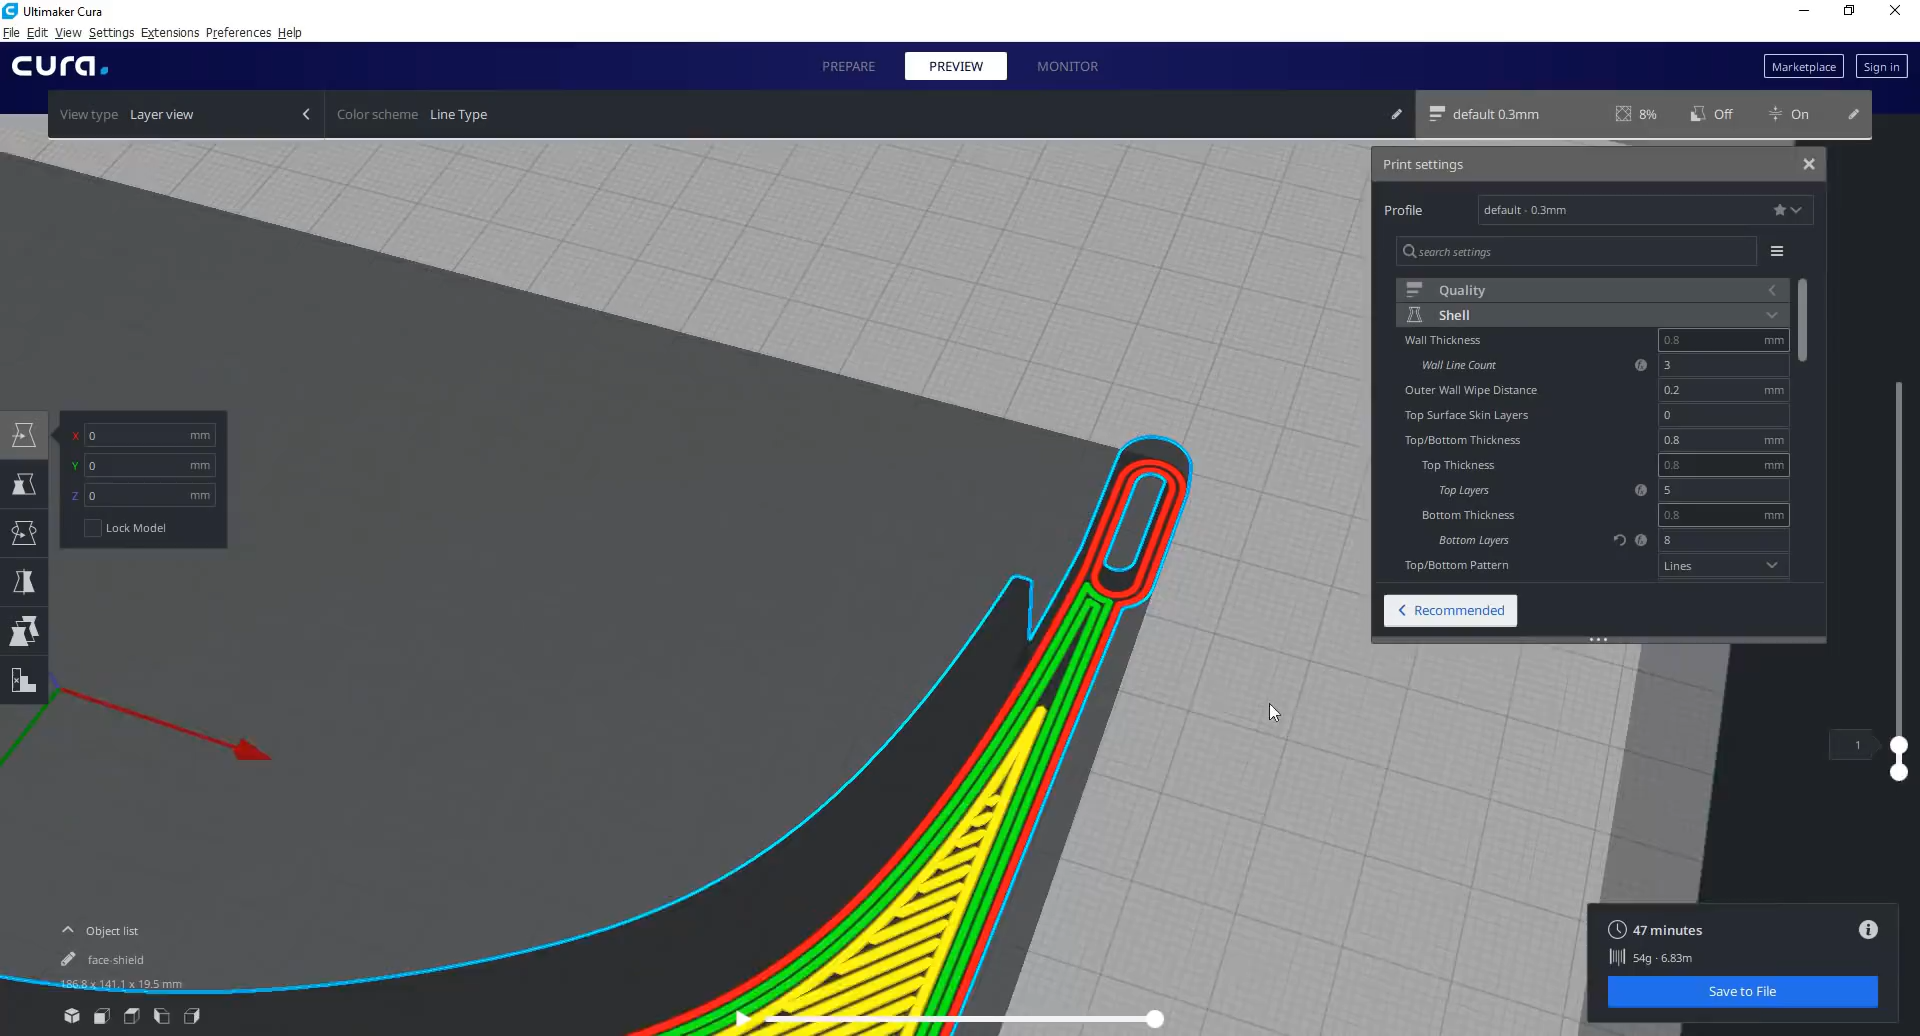 Ultimaker Cura
File Edit View Settings Extensions Preferences Help
cura.
PREPARE PREVIEW MONITOR
Marketplace Sign in
View type Layer view Color scheme Line Type
default 0.3mm 8% Off On
Print settings
Profile default - 0.3mm
search settings
Quality
Shell
Wall Thickness 0.8 mm
Wall Line Count 3
Outer Wall Wipe Distance 0.2 mm
Top Surface Skin Layers 0
Top/Bottom Thickness 0.8 mm
Top Thickness 0.8 mm
Top Layers 5
Bottom Thickness 0.8 mm
Bottom Layers 8
Top/Bottom Pattern Lines
Recommended
X 0 mm
Y 0 mm
Z 0 mm
Lock Model
1
Object list
face-shield
186.8 x 141.1 x 19.5 mm
47 minutes
54g · 6.83m
Save to File